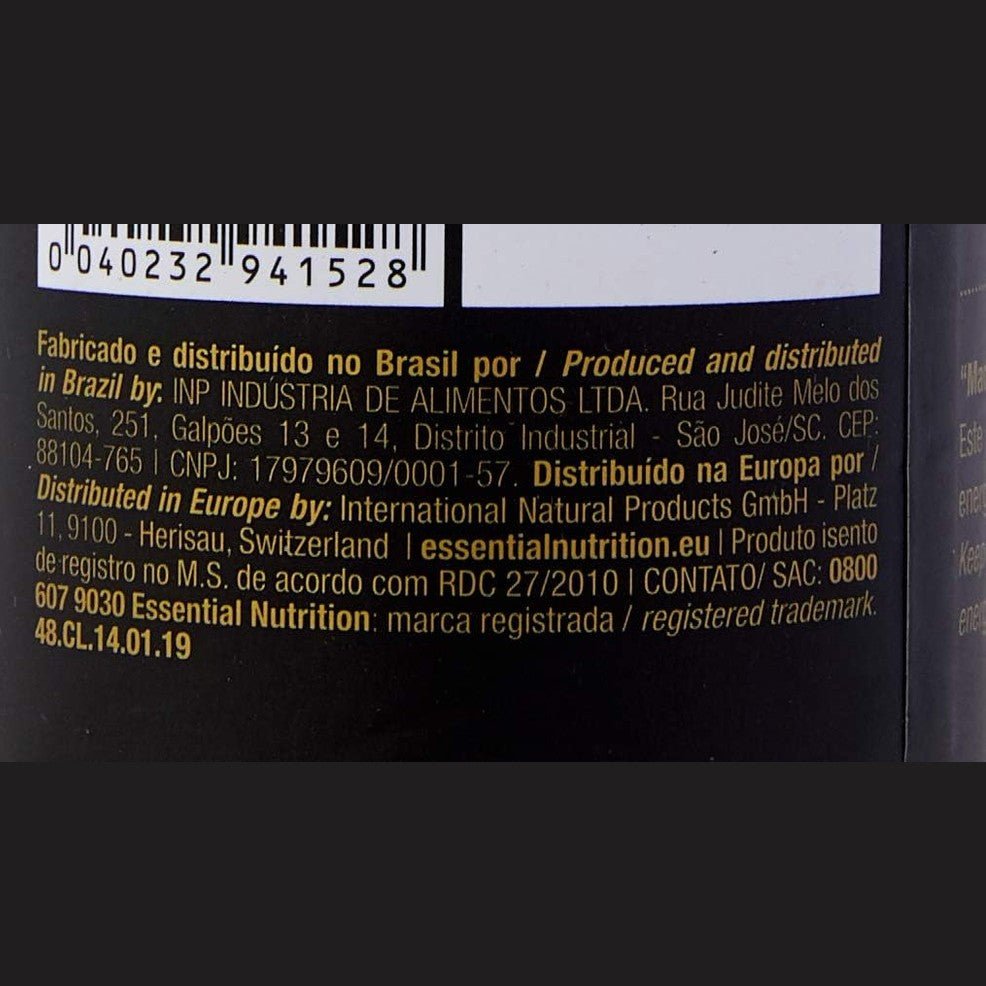 0 040232 941528
Fabricado e distribuído no Brasil por / Produced and distributed
in Brazil by: INP INDÚSTRIA DE ALIMENTOS LTDA. Rua Judite Melo dos
Santos, 251, Galpões 13 e 14, Distrito Industrial - São José/SC. CEP:
88104-765 | CNPJ: 17979609/0001-57. Distribuído na Europa por /
Distributed in Europe by: International Natural Products GmbH - Platz
11, 9100 - Herisau, Switzerland | essentialnutrition.eu | Produto isento
de registro no M.S. de acordo com RDC 27/2010 | CONTATO/ SAC: 0800
607 9030 Essential Nutrition: marca registrada / registered trademark.
48.CL.14.01.19
Este